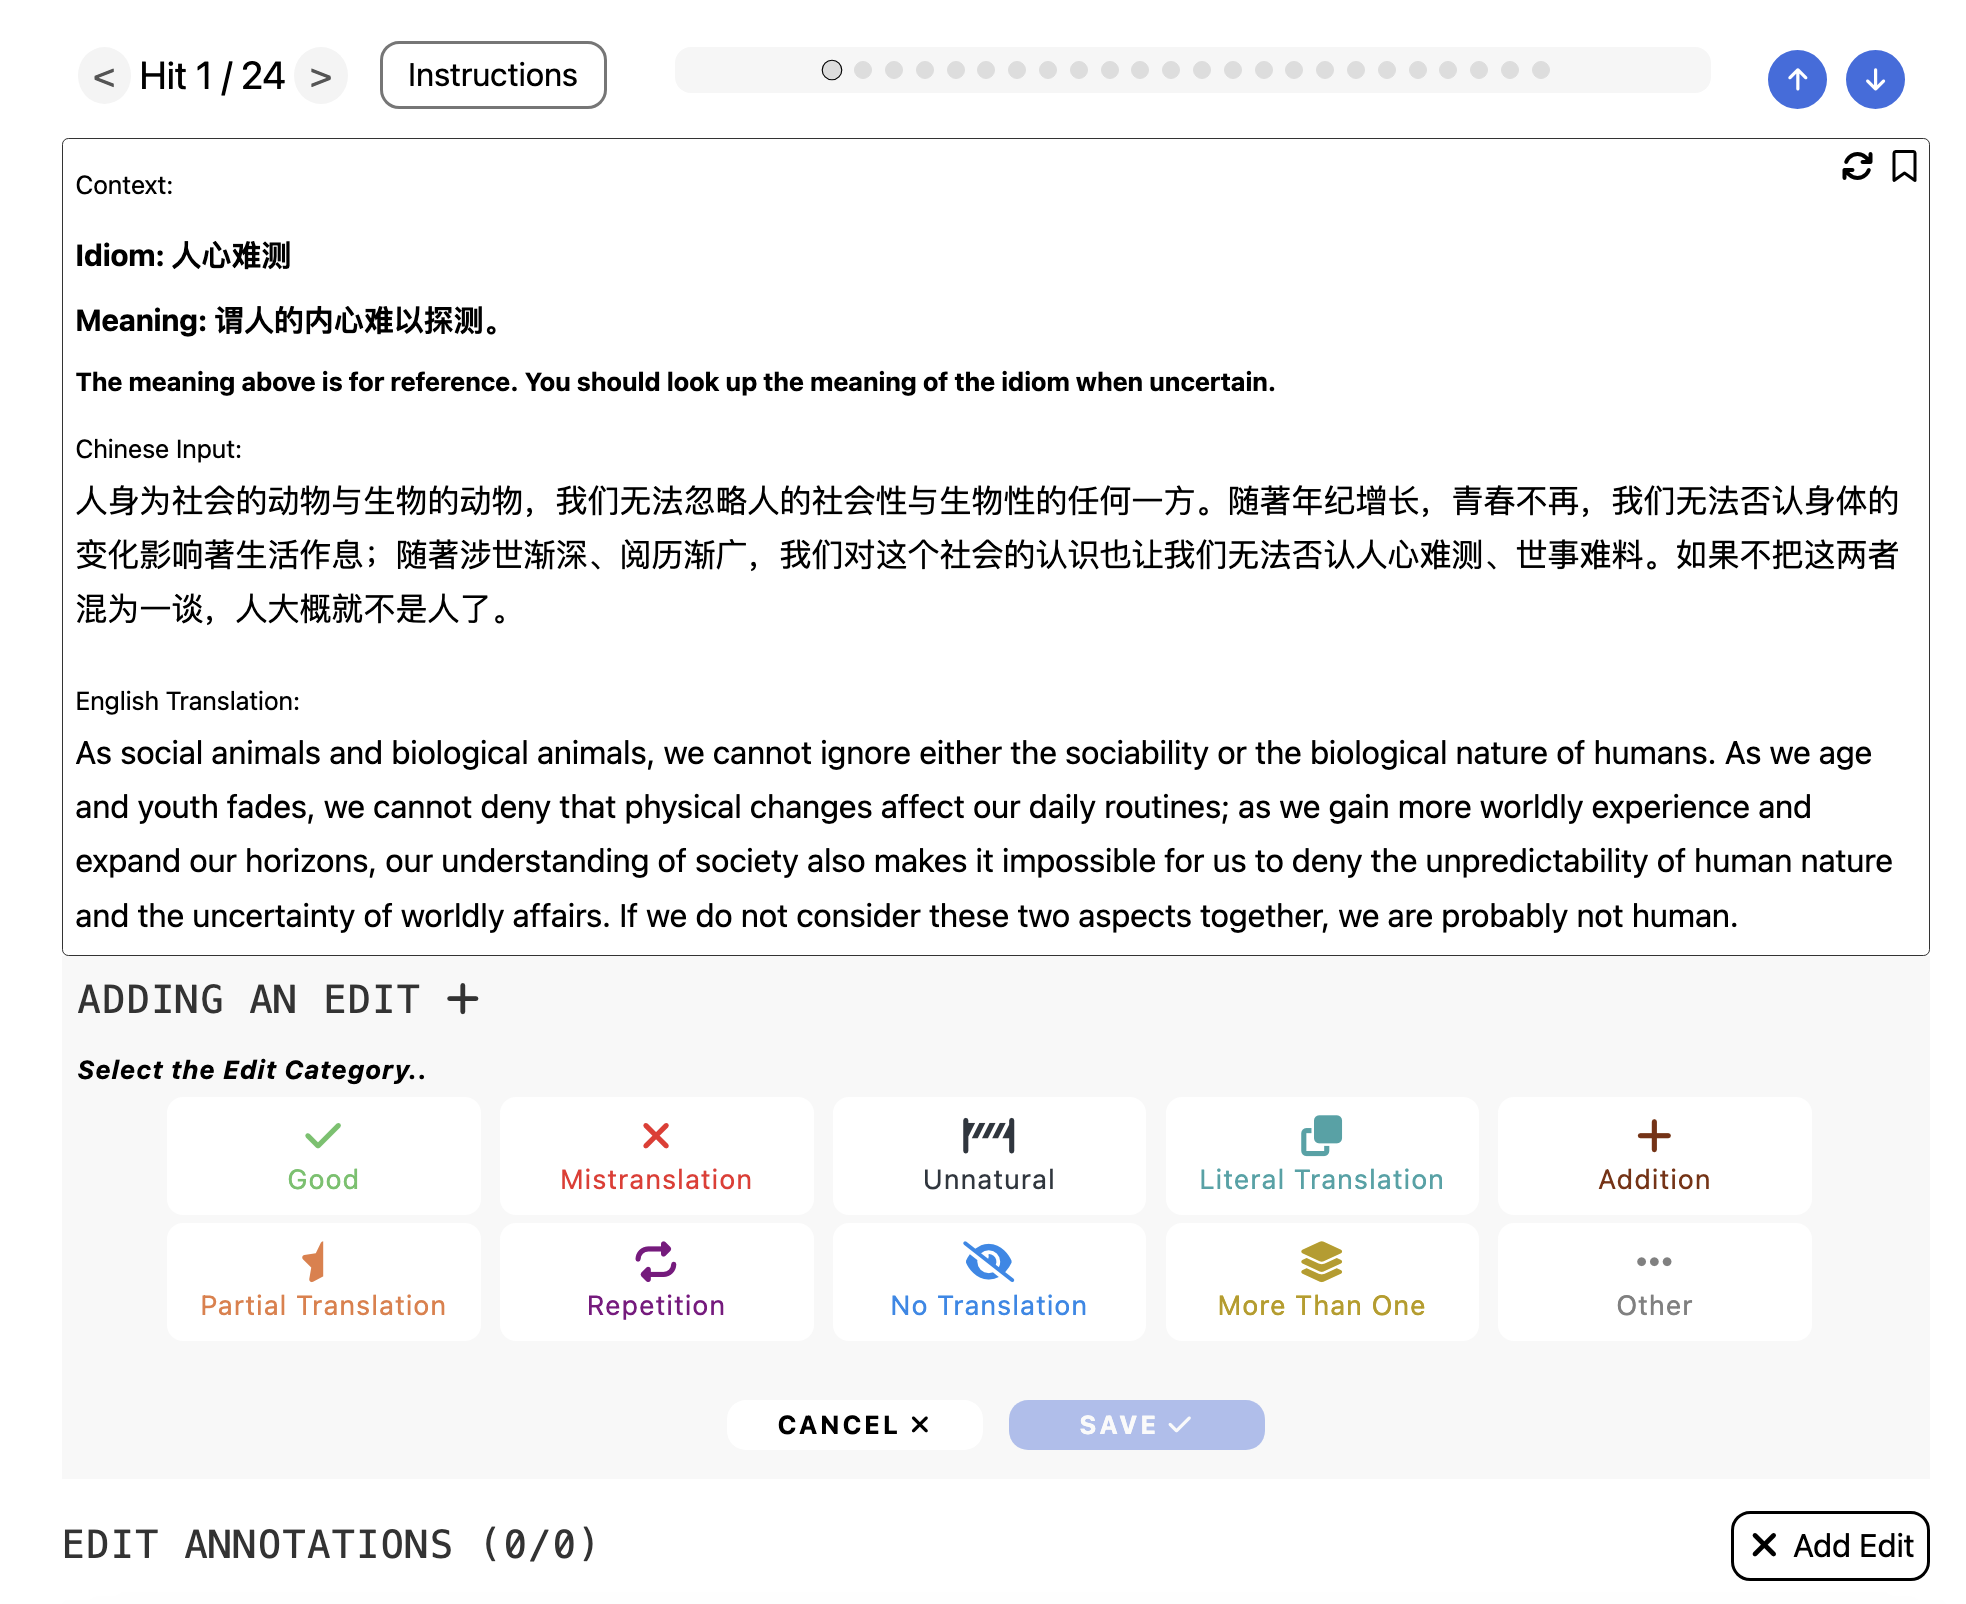 < Hit 1 / 24 > Instructions
Context:
Idiom: 人心难测
Meaning: 谓人的内心难以探测。
The meaning above is for reference. You should look up the meaning of the idiom when uncertain.
Chinese Input:
人身为社会的动物与生物的动物，我们无法忽略人的社会性与生物性的任何一方。随著年纪增长，青春不再，我们无法否认身体的
变化影响著生活作息；随著涉世渐深、阅历渐广，我们对这个社会的认识也让我们无法否认人心难测、世事难料。如果不把这两者
混为一谈，人大概就不是人了。
English Translation:
As social animals and biological animals, we cannot ignore either the sociability or the biological nature of humans. As we age
and youth fades, we cannot deny that physical changes affect our daily routines; as we gain more worldly experience and
expand our horizons, our understanding of society also makes it impossible for us to deny the unpredictability of human nature
and the uncertainty of worldly affairs. If we do not consider these two aspects together, we are probably not human.
ADDING AN EDIT +
Select the Edit Category..
Good Mistranslation Unnatural Literal Translation Addition
Partial Translation Repetition No Translation More Than One Other
CANCEL SAVE
EDIT ANNOTATIONS (0/0) Add Edit